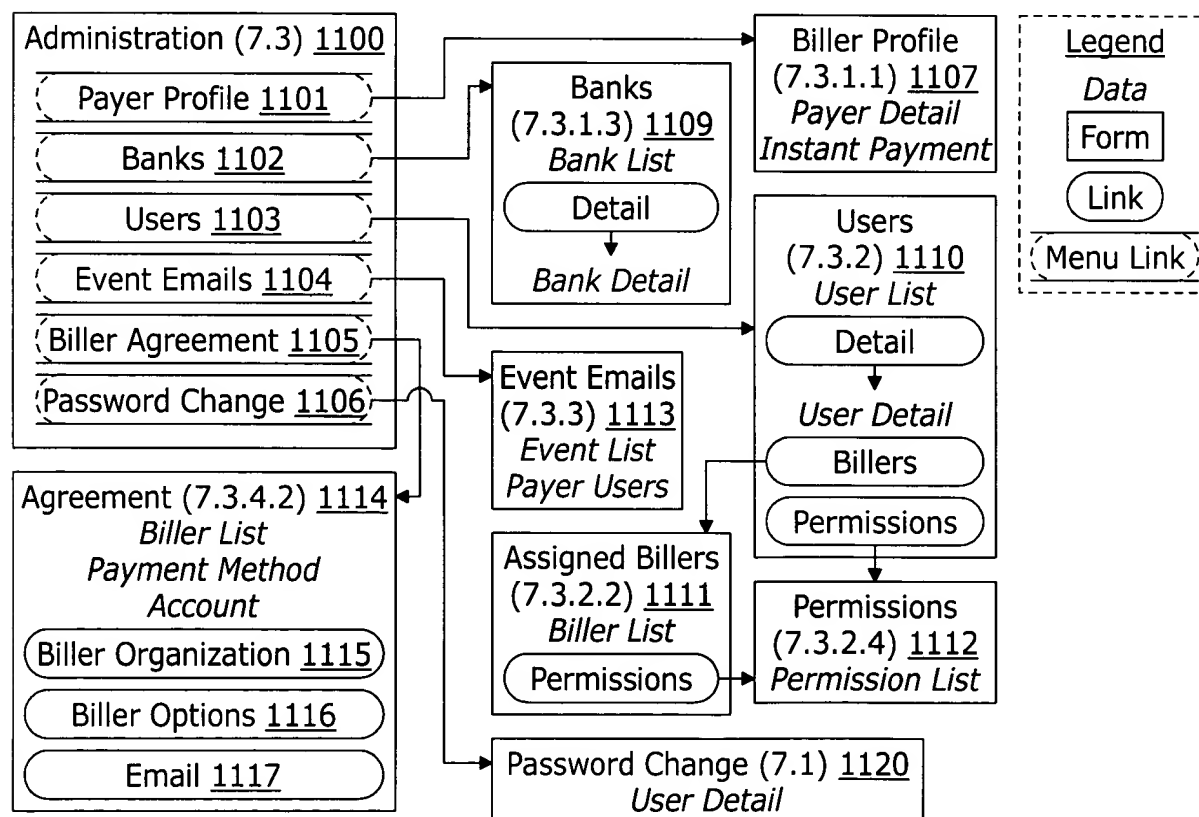 Administration (7.3) 1100
Payer Profile 1101
Banks 1102
Users 1103
Event Emails 1104
Biller Agreement 1105
Password Change 1106
Agreement (7.3.4.2) 1114
Biller List
Payment Method
Account
Biller Organization 1115
Biller Options 1116
Email 1117
Banks
(7.3.1.3) 1109
Bank List
Detail
Bank Detail
Event Emails
(7.3.3) 1113
Event List
Payer Users
Assigned Billers
(7.3.2.2) 1111
Biller List
Permissions
Password Change (7.1) 1120
User Detail
Biller Profile
(7.3.1.1) 1107
Payer Detail
Instant Payment
Users
(7.3.2) 1110
User List
Detail
User Detail
Billers
Permissions
Permissions
(7.3.2.4) 1112
Permission List
Legend
Data
Form
Link
Menu Link